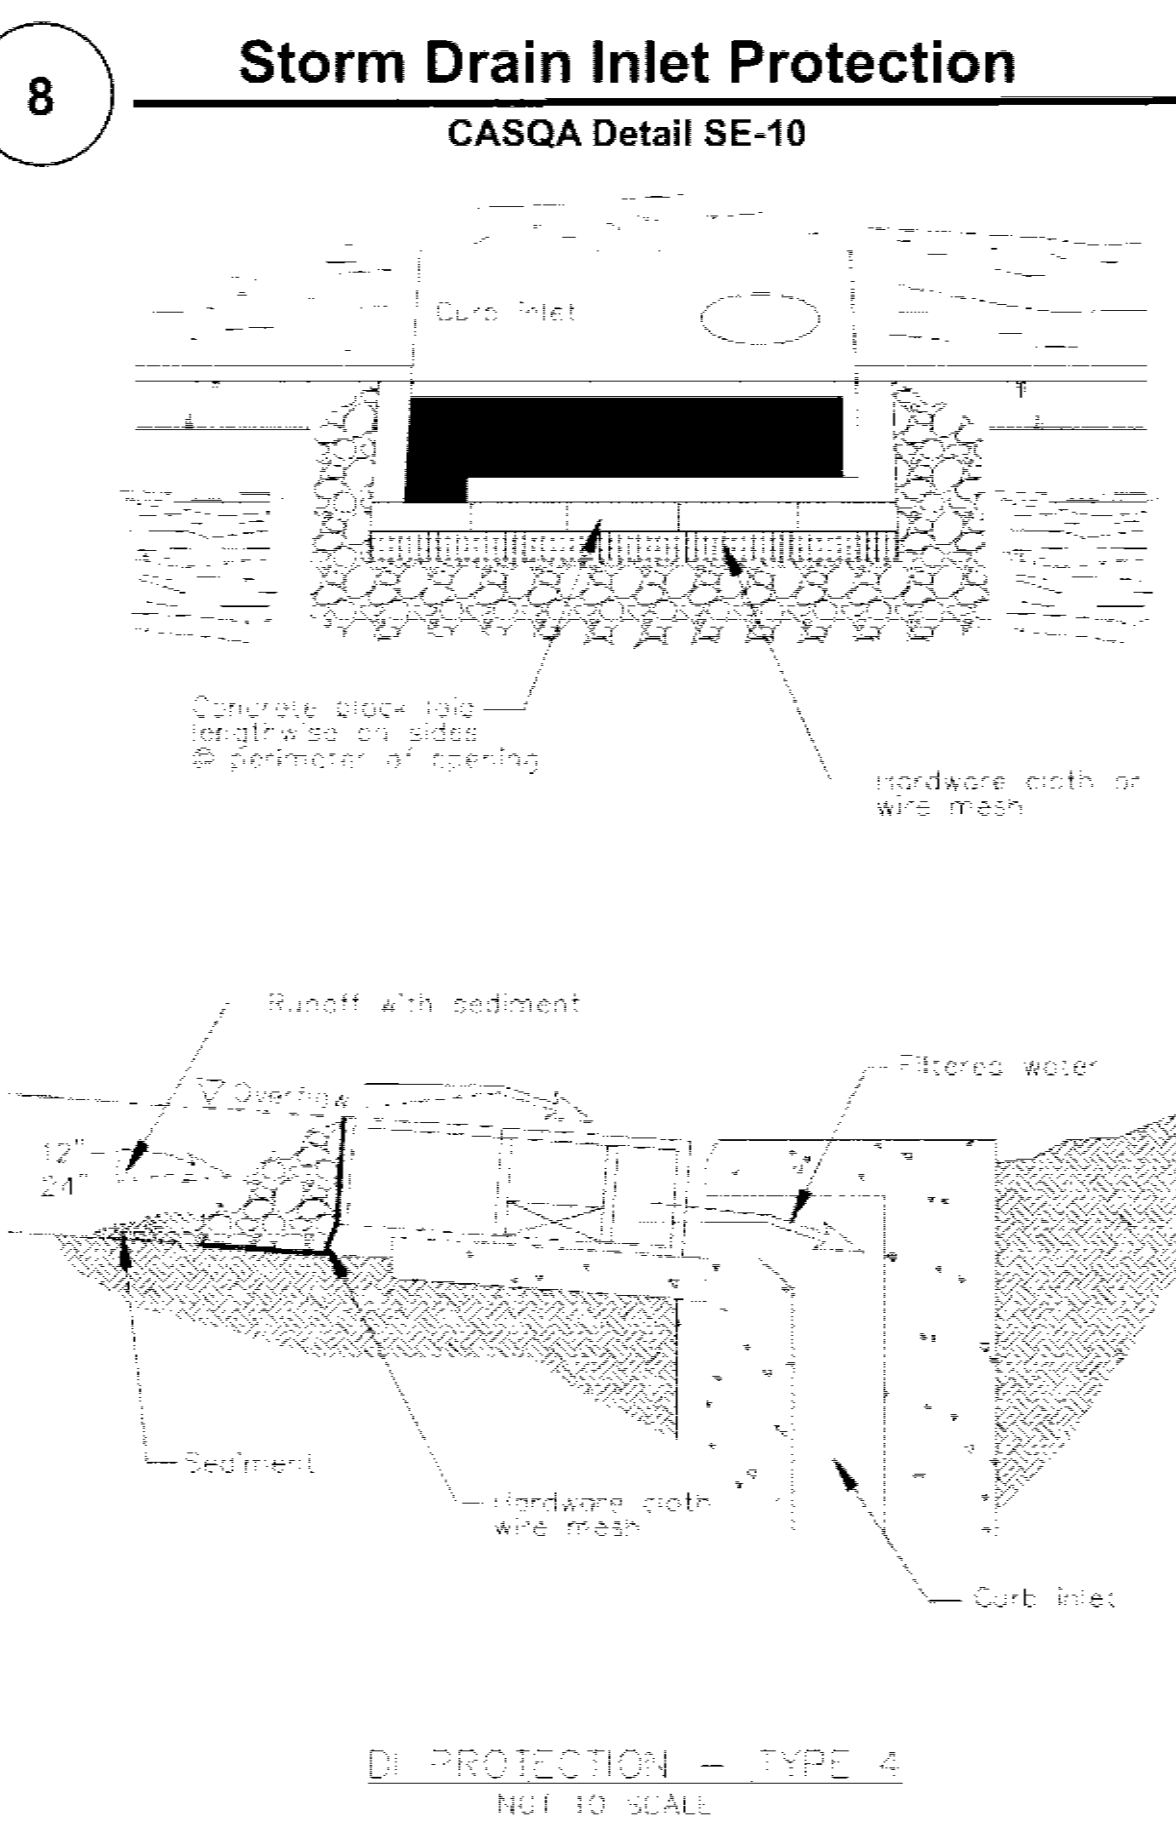 8
Storm Drain Inlet Protection
CASQA Detail SE-10
Curb inlet
Concrete block laid
lengthwise on sides
@ perimeter of opening
Hardware cloth or
wire mesh
Runoff with sediment
Overflow
Filtered water
12"-
24"
Sediment
Hardware cloth
wire mesh
Curb inlet
DI PROTECTION - TYPE 4
NOT TO SCALE